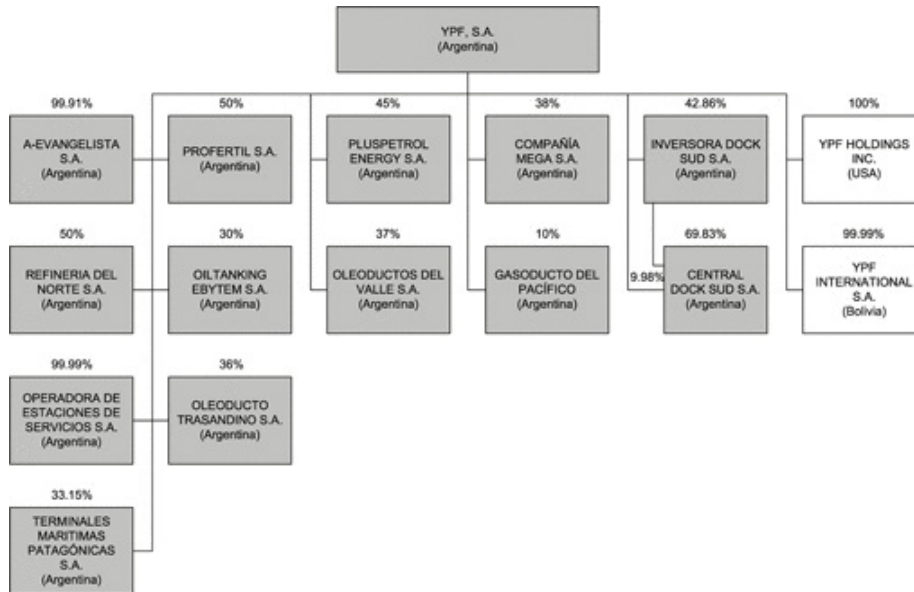 YPF, S.A.
(Argentina)
99.91%
50%
45%
38%
42.86%
100%
A-EVANGELISTA
S.A.
(Argentina)
PROFERTIL S.A.
(Argentina)
PLUSPETROL
ENERGY S.A.
(Argentina)
COMPAÑÍA
MEGA S.A.
(Argentina)
INVERSORA DOCK
SUD S.A.
(Argentina)
YPF HOLDINGS
INC.
(USA)
50%
30%
37%
10%
69.83%
99.99%
REFINERIA DEL
NORTE S.A.
(Argentina)
OILTANKING
EBYTEM S.A.
(Argentina)
OLEODUCTOS DEL
VALLE S.A.
(Argentina)
GASODUCTO DEL
PACÍFICO
(Argentina)
9.98%
CENTRAL
DOCK SUD S.A.
(Argentina)
YPF
INTERNATIONAL
S.A.
(Bolivia)
99.99%
36%
OPERADORA DE
ESTACIONES DE
SERVICIOS S.A.
(Argentina)
OLEODUCTO
TRASANDINO S.A.
(Argentina)
33.15%
TERMINALES
MARITIMAS
PATAGÓNICAS
S.A.
(Argentina)